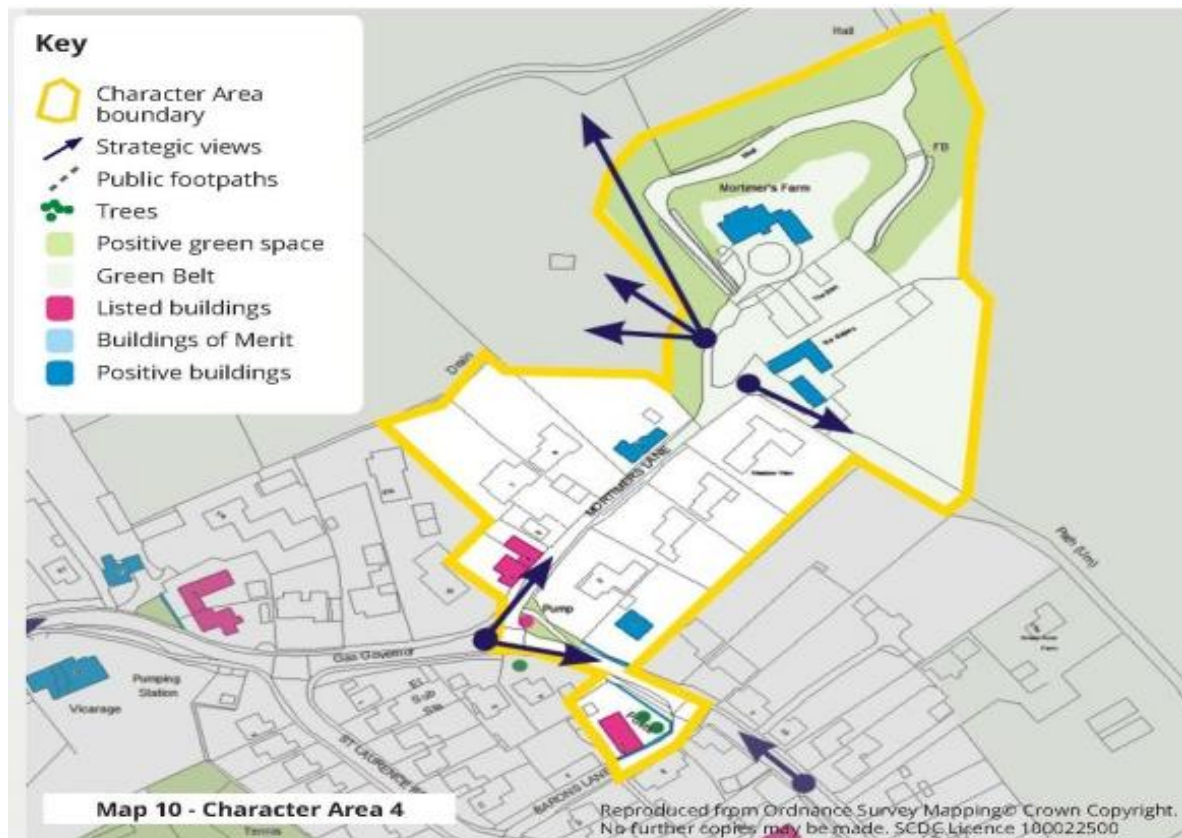 Key
Character Area
boundary
Strategic views
Public footpaths
Trees
Positive green space
Green Belt
Listed buildings
Buildings of Merit
Positive buildings
Hall
FB
Mortimer's Farm
Drain
MORTIMERS LANE
Path (Um)
Pump
Gas Governor
El
Sub
Sta
Pumping
Station
Vicarage
ST LAURENCE
BARONS LANE
Tennis
Map 10 - Character Area 4
Reproduced from Ordnance Survey Mapping© Crown Copyright.
No further copies may be made. SCDC Licence 100022500